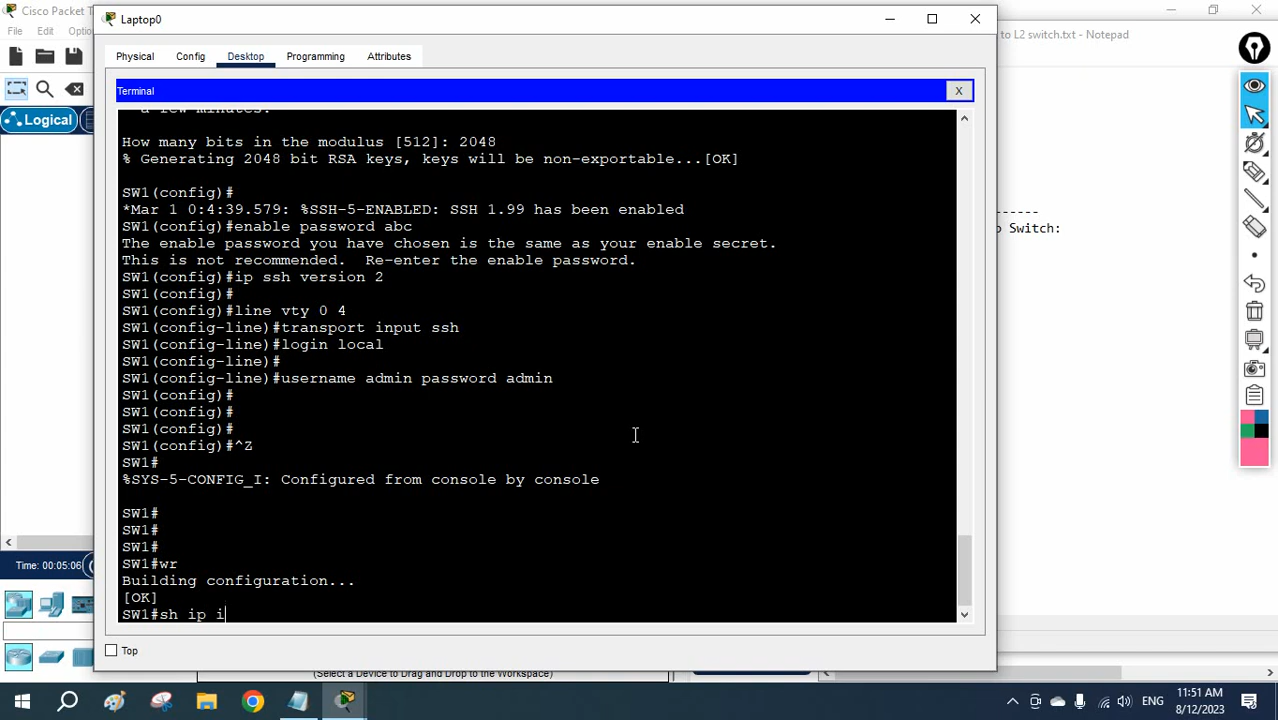 Cisco Packet T
Laptop0
to L2 switch.txt - Notepad
File Edit Optio
Physical Config Desktop Programming Attributes
Terminal
X
Logical
a few minutes.
How many bits in the modulus [512]: 2048
% Generating 2048 bit RSA keys, keys will be non-exportable...[OK]
SW1(config)#
*Mar 1 0:4:39.579: %SSH-5-ENABLED: SSH 1.99 has been enabled
SW1(config)#enable password abc
The enable password you have chosen is the same as your enable secret.
This is not recommended. Re-enter the enable password.
SW1(config)#ip ssh version 2
SW1(config)#
SW1(config)#line vty 0 4
SW1(config-line)#transport input ssh
SW1(config-line)#login local
SW1(config-line)#
SW1(config-line)#username admin password admin
SW1(config)#
SW1(config)#
SW1(config)#
SW1(config)#^Z
SW1#
%SYS-5-CONFIG_I: Configured from console by console
SW1#
SW1#
SW1#
SW1#wr
Building configuration...
[OK]
SW1#sh ip i
-----
p Switch:
Time: 00:05:06
Top
(Select a Device to Drag and Drop to the Workspace)
ENG
11:51 AM
8/12/2023